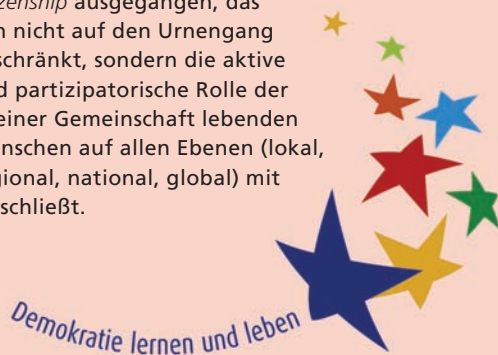 zenship ausgegangen, das
nicht auf den Urnengang
schränkt, sondern die aktive
partizipatorische Rolle der
einer Gemeinschaft lebenden
nschen auf allen Ebenen (lokal,
gional, national, global) mit
schließt.
Demokratie lernen und leben